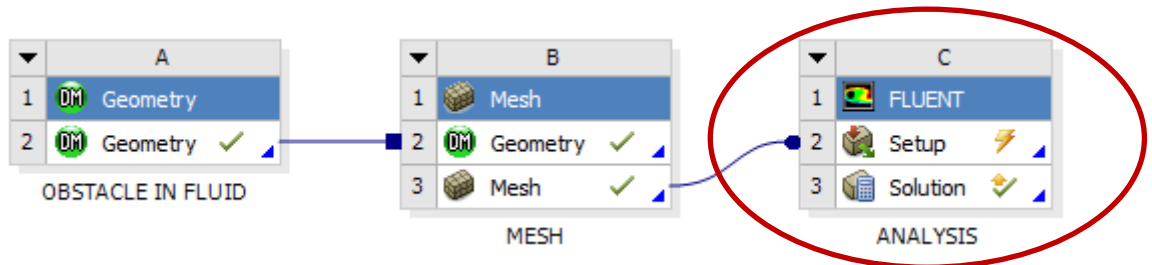 A
1 DM Geometry
2 DM Geometry
OBSTACLE IN FLUID
B
1 Mesh
2 DM Geometry
3 Mesh
MESH
C
1 FLUENT
2 Setup
3 Solution
ANALYSIS